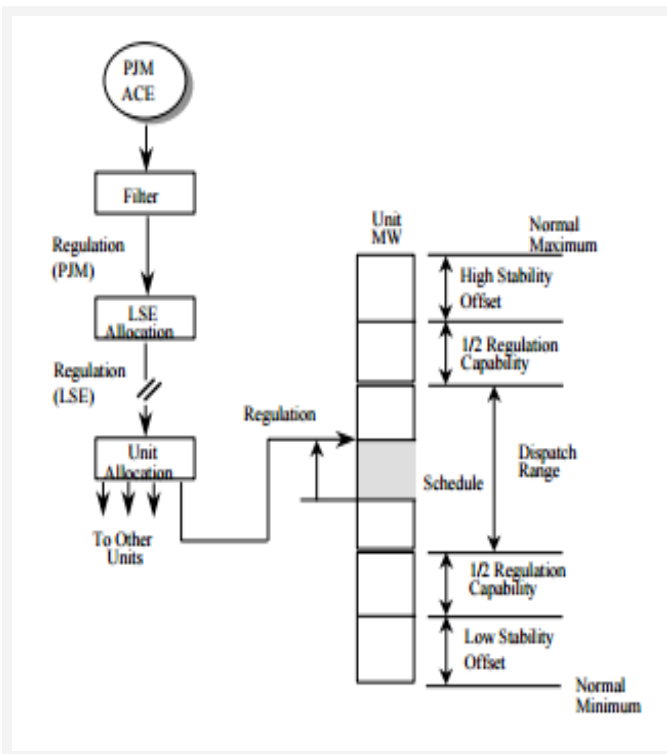 PJM
ACE
Filter
Regulation
(PJM)
LSE
Allocation
Regulation
(LSE)
Unit
Allocation
To Other
Units
Regulation
Unit
MW
Normal
Maximum
High Stability
Offset
1/2 Regulation
Capability
Schedule
Dispatch
Range
1/2 Regulation
Capability
Low Stability
Offset
Normal
Minimum